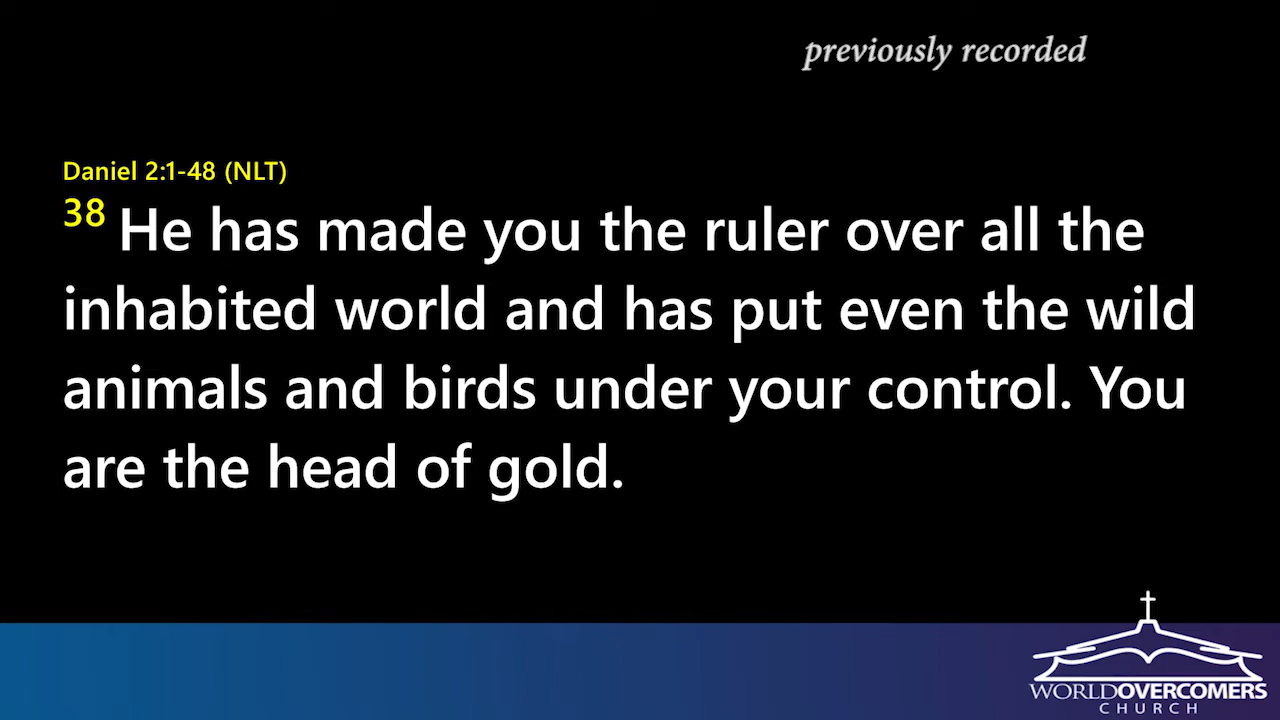 previously recorded
Daniel 2:1-48 (NLT)
38 He has made you the ruler over all the
inhabited world and has put even the wild
animals and birds under your control. You
are the head of gold.
WORLDOVERCOMERS
CHURCH